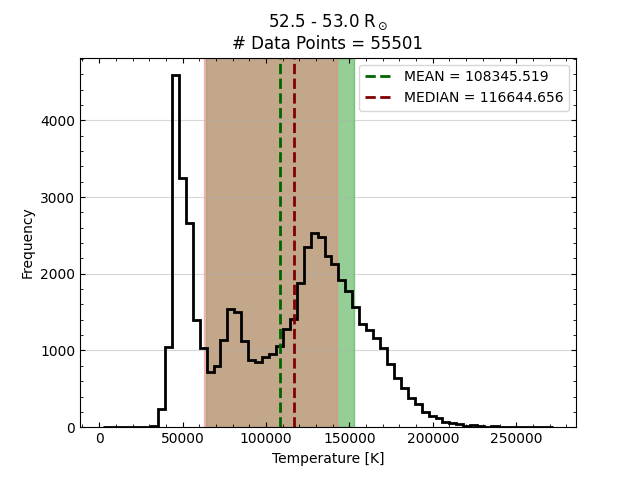 52.5 - 53.0 R⊙
# Data Points = 55501
MEAN = 108345.519
MEDIAN = 116644.656
Frequency
4000
3000
2000
1000
0
0 50000 100000 150000 200000 250000
Temperature [K]